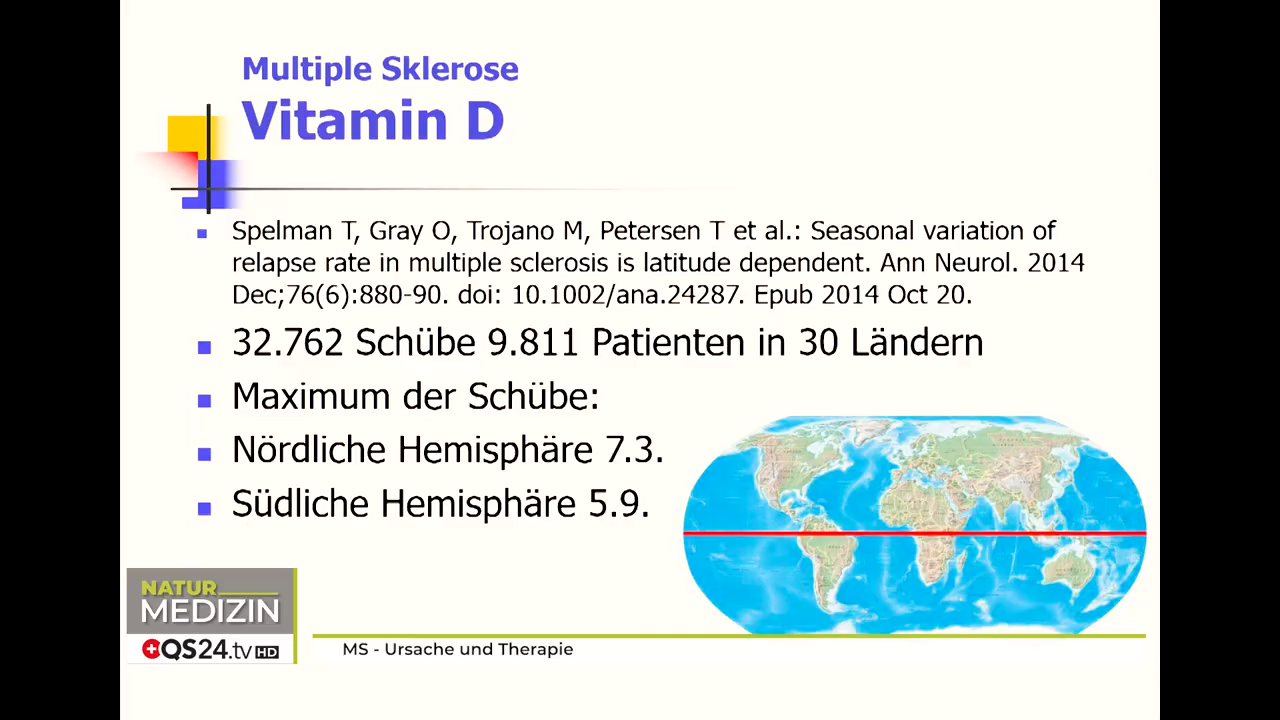 Multiple Sklerose
Vitamin D
Spelman T, Gray O, Trojano M, Petersen T et al.: Seasonal variation of
relapse rate in multiple sclerosis is latitude dependent. Ann Neurol. 2014
Dec;76(6):880-90. doi: 10.1002/ana.24287. Epub 2014 Oct 20.
32.762 Schübe 9.811 Patienten in 30 Ländern
Maximum der Schübe:
Nördliche Hemisphäre 7.3.
Südliche Hemisphäre 5.9.
NATUR
MEDIZIN
QS24.tv HD
MS - Ursache und Therapie